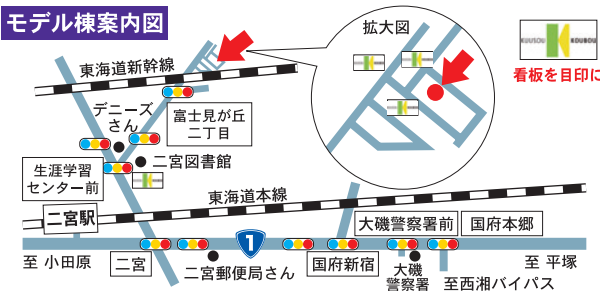 モデル棟案内図
拡大図
KUUSOU KOUBOU
看板を目印に
東海道新幹線
デニーズ
さん
富士見が丘
二丁目
二宮図書館
生涯学習
センター前
東海道本線
二宮駅
大磯警察署前
国府本郷
1
至 小田原
二宮
二宮郵便局さん
国府新宿
大磯
警察署
至 平塚
至西湘バイパス